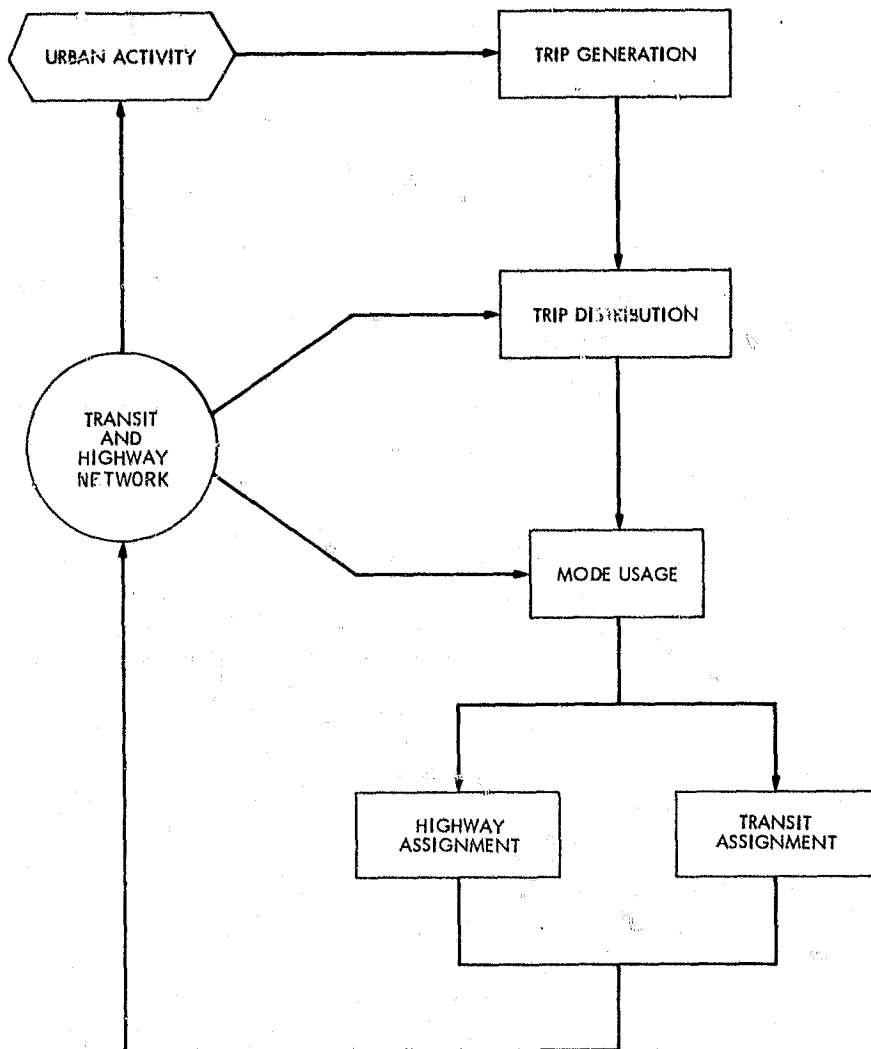 URBAN ACTIVITY
TRIP GENERATION
TRIP DISTRIBUTION
TRANSIT
AND
HIGHWAY
NETWORK
MODE USAGE
HIGHWAY
ASSIGNMENT
TRANSIT
ASSIGNMENT